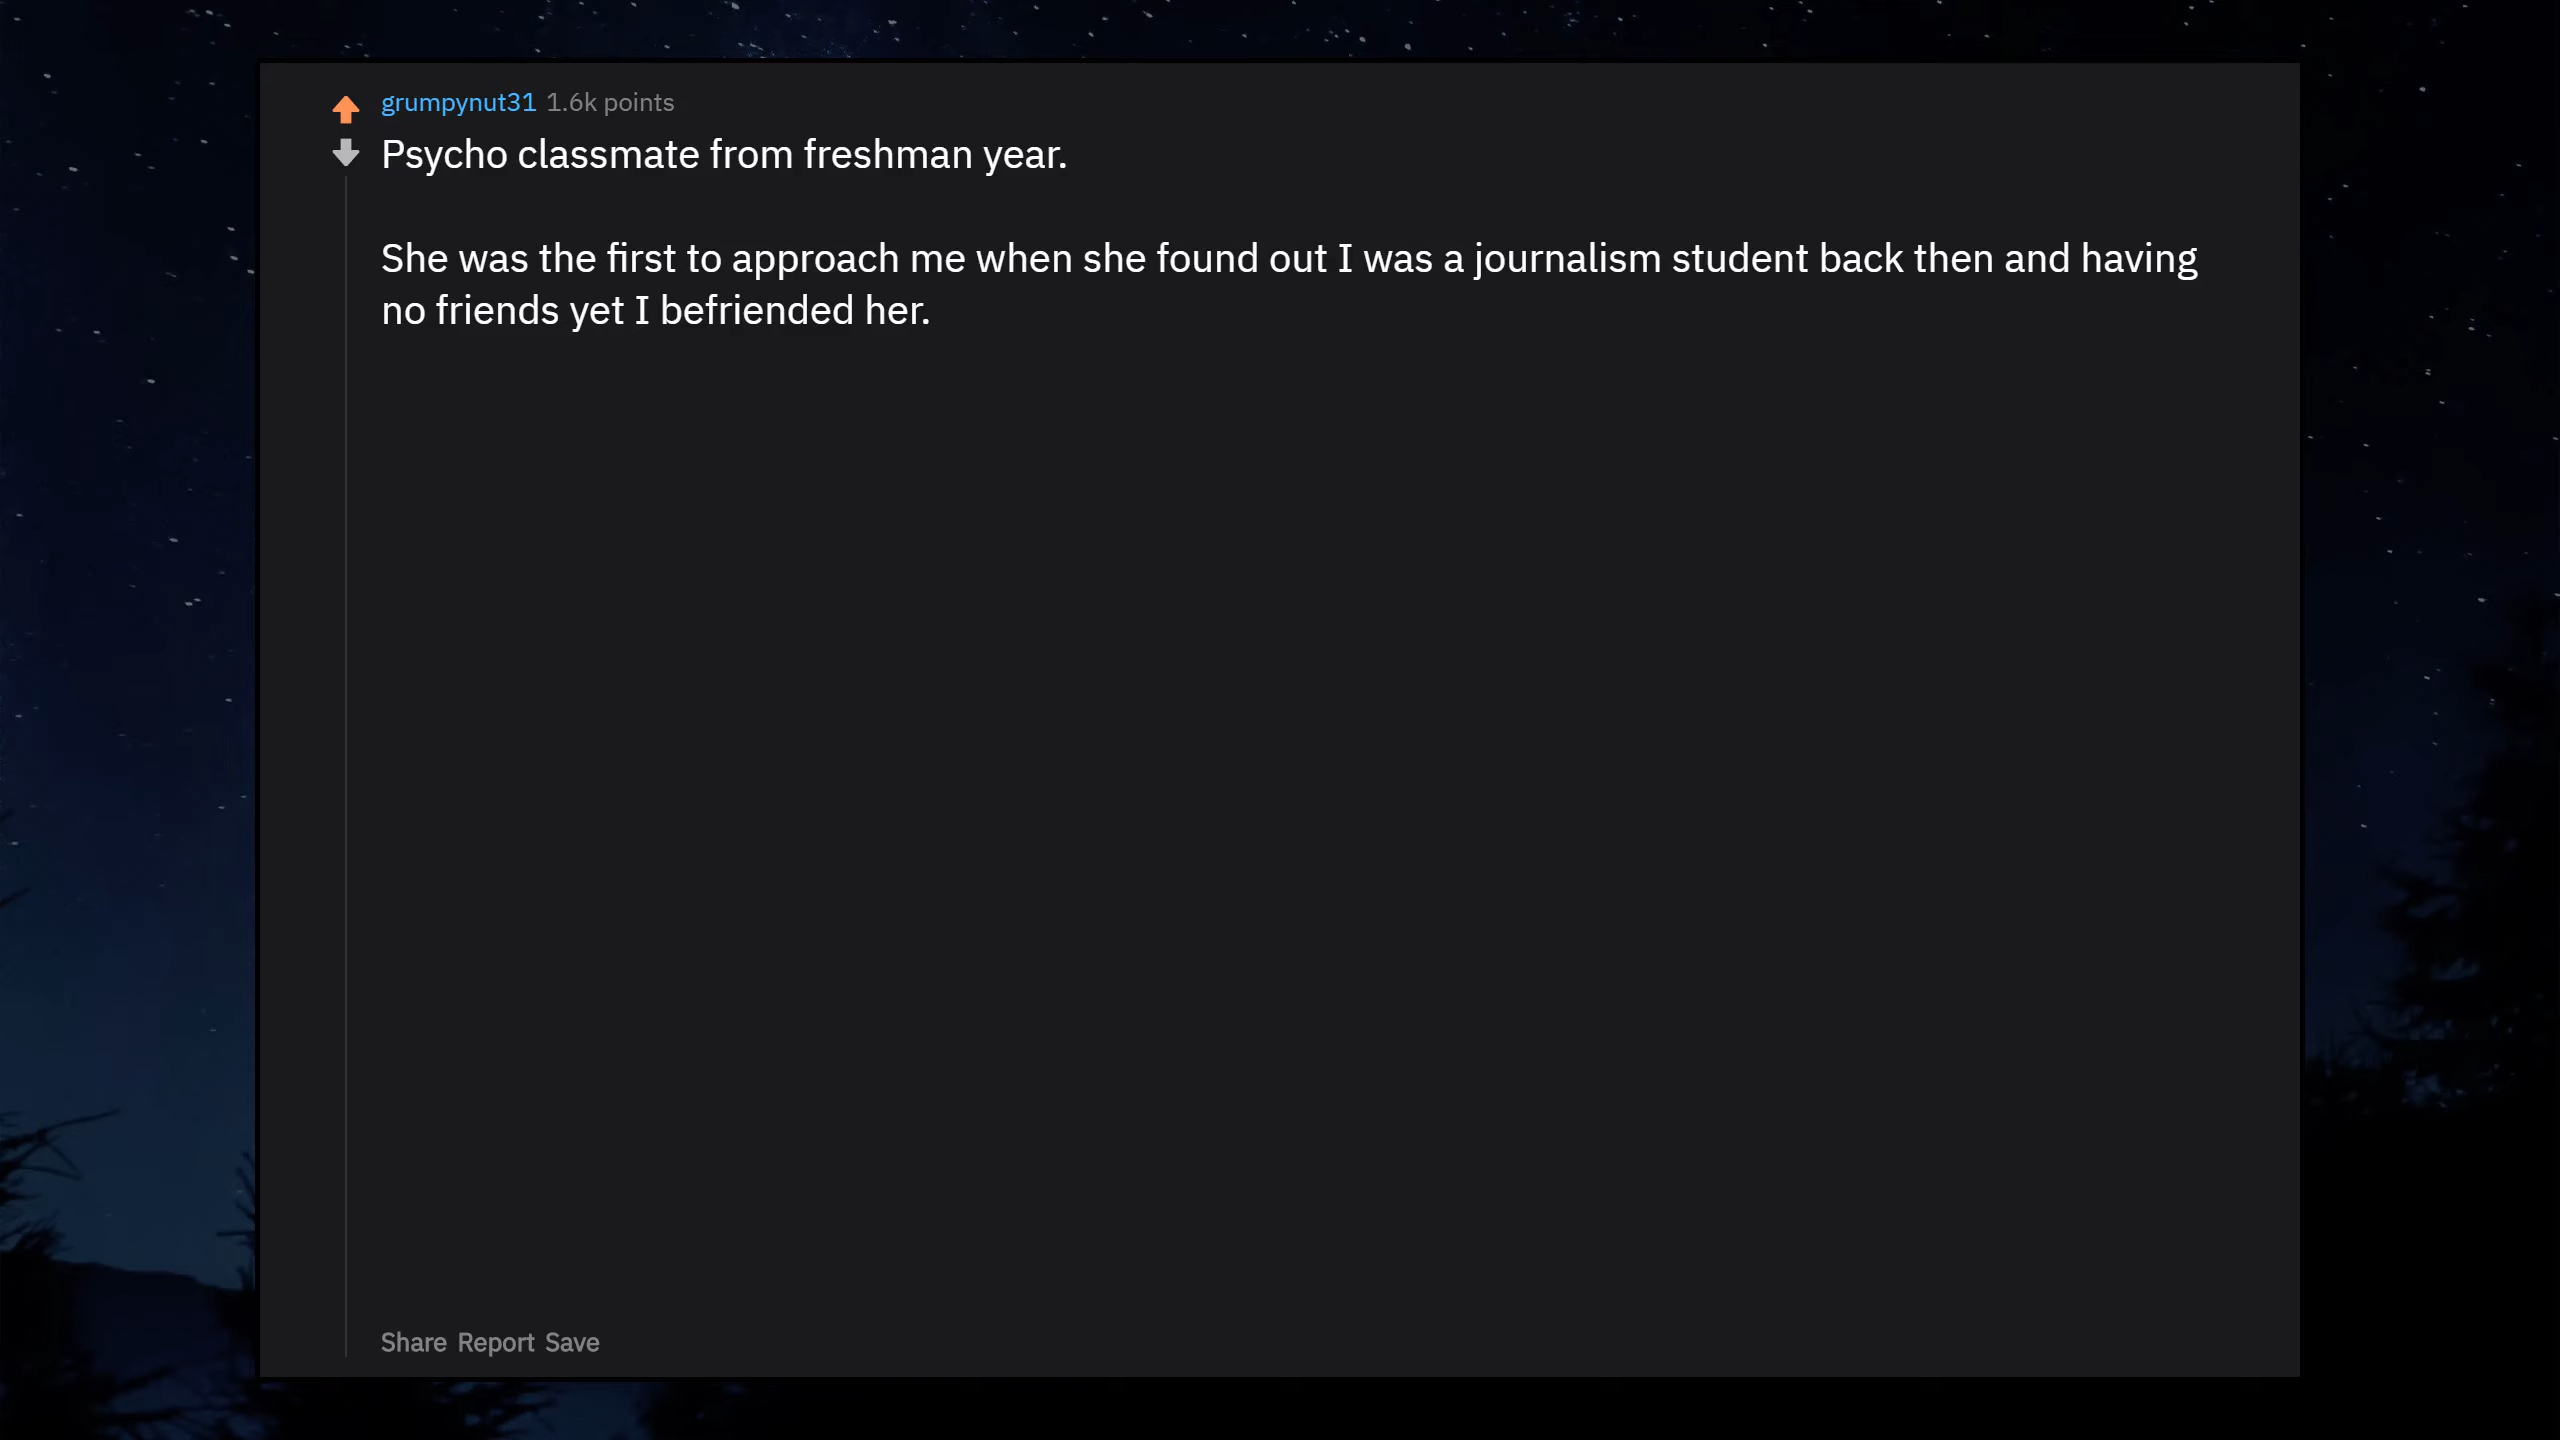 grumpynut31 1.6k points
Psycho classmate from freshman year.
She was the first to approach me when she found out I was a journalism student back then and having
no friends yet I befriended her.
Share Report Save